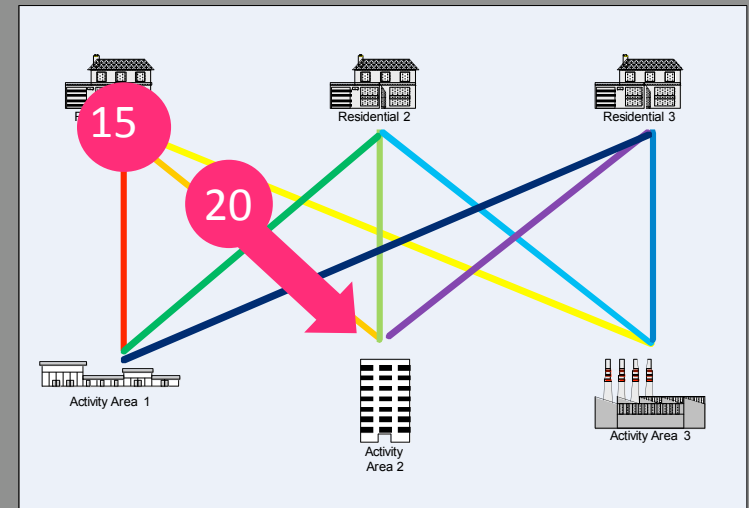 Residential 2
Residential 3
15
20
Activity Area 1
Activity
Area 2
Activity Area 3